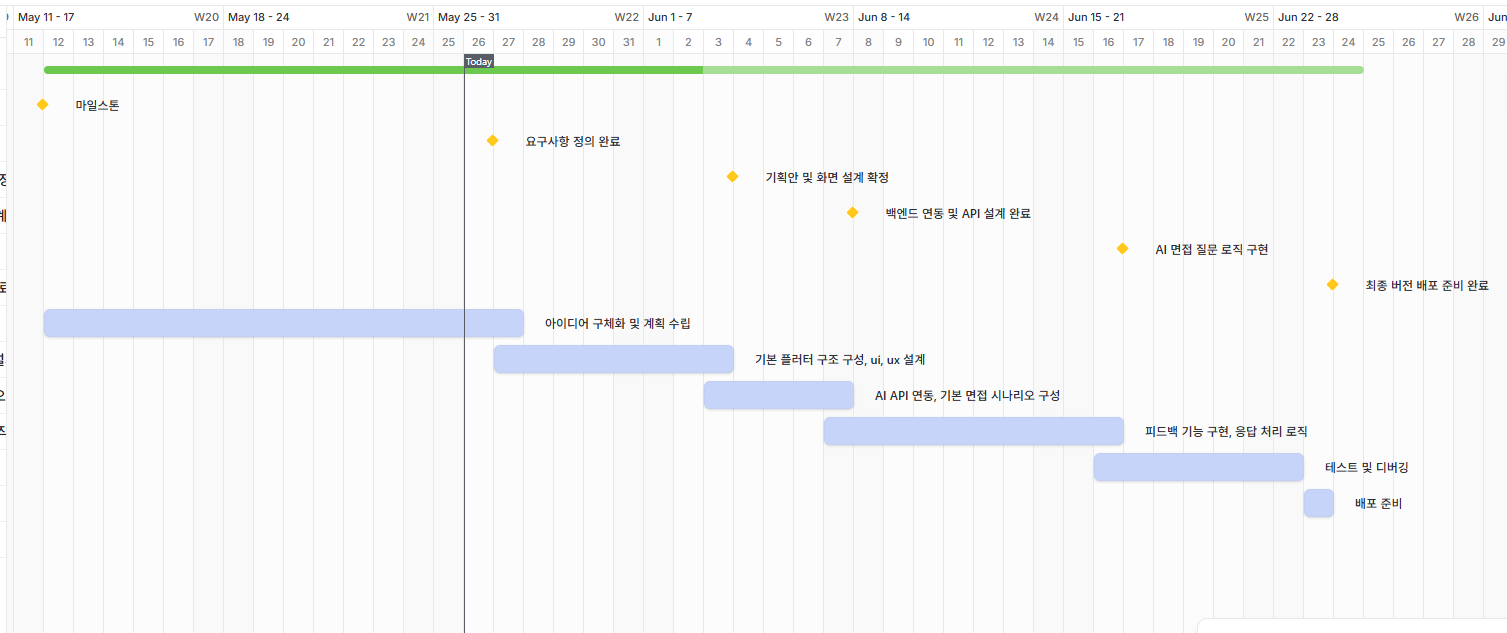 May 11 - 17 W20 May 18 - 24 W21 May 25 - 31 W22 Jun 1 - 7 W23 Jun 8 - 14 W24 Jun 15 - 21 W25 Jun 22 - 28 W26 Jun
11 12 13 14 15 16 17 18 19 20 21 22 23 24 25 26 27 28 29 30 31 1 2 3 4 5 6 7 8 9 10 11 12 13 14 15 16 17 18 19 20 21 22 23 24 25 26 27 28 29
Today
마일스톤
요구사항 정의 완료
기획안 및 화면 설계 확정
백엔드 연동 및 API 설계 완료
AI 면접 질문 로직 구현
최종 버전 배포 준비 완료
아이디어 구체화 및 계획 수립
기본 플러터 구조 구성, ui, ux 설계
AI API 연동, 기본 면접 시나리오 구성
피드백 기능 구현, 응답 처리 로직
테스트 및 디버깅
배포 준비